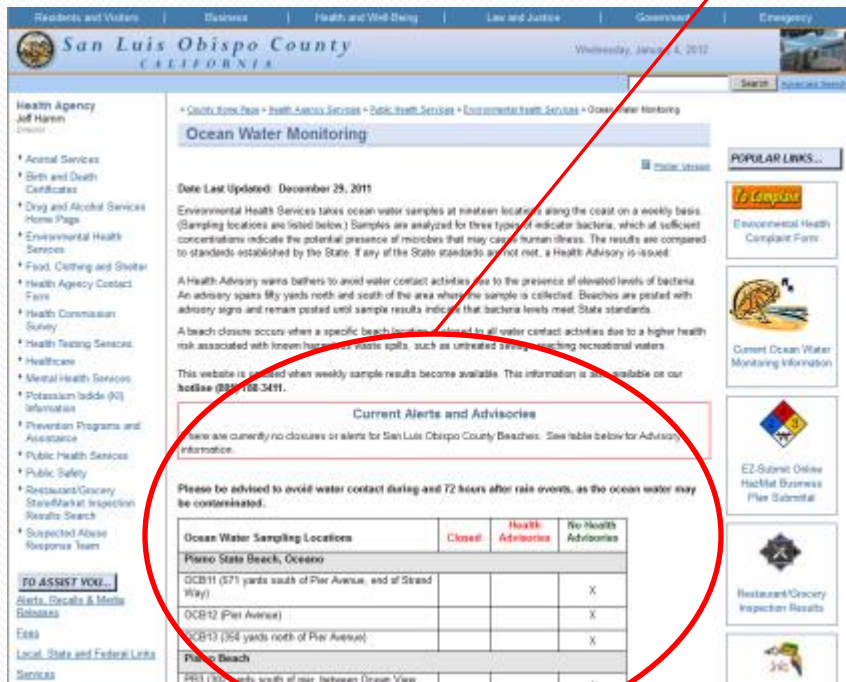 Residents and Visitors | Business | Health and Well-Being | Law and Justice | Government | Emergency
San Luis Obispo County
CALIFORNIA
Wednesday, January 4, 2012
Search Advanced Search
Health Agency
Jeff Hamm
Director
Animal Services
Birth and Death
Certificates
Drug and Alcohol Services
Home Page
Environmental Health
Services
Food, Clothing and Shelter
Health Agency Contact
Form
Health Commission
Survey
Health Testing Services
Healthcare
Mental Health Services
Potassium Iodide (KI)
Information
Prevention Programs and
Assistance
Public Health Services
Public Safety
Restaurant/Grocery
Store/Market Inspection
Results Search
Suspected Abuse
Response Team
TO ASSIST YOU...
Alerts, Recalls & Media
Releases
Fees
Local, State and Federal Links
Services
County Home Page > Health Agency Services > Public Health Services > Environmental Health Services > Ocean Water Monitoring
Ocean Water Monitoring
Printer Version
Date Last Updated: December 29, 2011
Environmental Health Services takes ocean water samples at nineteen locations along the coast on a weekly basis.
(Sampling locations are listed below.) Samples are analyzed for three types of indicator bacteria, which at sufficient
concentrations indicate the potential presence of microbes that may cause human illness. The results are compared
to standards established by the State. If any of the State standards are not met, a Health Advisory is issued.
A Health Advisory warns bathers to avoid water contact activities due to the presence of elevated levels of bacteria.
An advisory spans fifty yards north and south of the area where the sample is collected. Beaches are posted with
advisory signs and remain posted until sample results indicate that bacteria levels meet State standards.
A beach closure occurs when a specific beach location is closed to all water contact activities due to a higher health
risk associated with known hazardous waste spills, such as untreated sewage reaching recreational waters.
This website is updated when weekly sample results become available. This information is also available on our
hotline 788-3411.
Current Alerts and Advisories
There are currently no closures or alerts for San Luis Obispo County Beaches. See table below for Advisory
information.
Please be advised to avoid water contact during and 72 hours after rain events, as the ocean water may
be contaminated.
Ocean Water Sampling Locations Closed Health Advisories No Health Advisories
Pismo State Beach, Oceano
OCB11 (571 yards south of Pier Avenue, end of Strand
Way) X
OCB12 (Pier Avenue) X
OCB13 (350 yards north of Pier Avenue) X
Pismo Beach
PB3 yards south of pier, between Ocean View
POPULAR LINKS...
To Complain
Environmental Health
Complaint Form
Current Ocean Water
Monitoring Information
EZ-Submit Online
HazMat Business
Plan Submittal
Restaurant/Grocery
Inspection Results